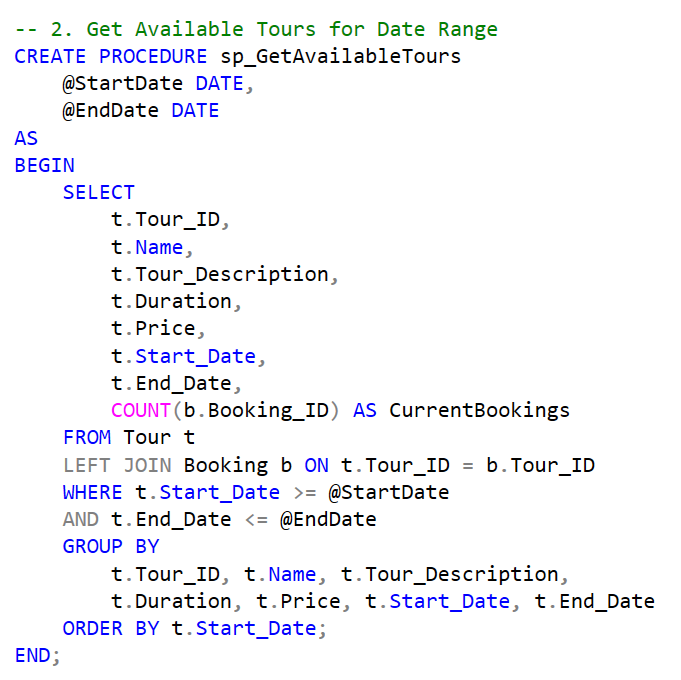 -- 2. Get Available Tours for Date Range
CREATE PROCEDURE sp_GetAvailableTours
    @StartDate DATE,
    @EndDate DATE
AS
BEGIN
    SELECT
        t.Tour_ID,
        t.Name,
        t.Tour_Description,
        t.Duration,
        t.Price,
        t.Start_Date,
        t.End_Date,
        COUNT(b.Booking_ID) AS CurrentBookings
    FROM Tour t
    LEFT JOIN Booking b ON t.Tour_ID = b.Tour_ID
    WHERE t.Start_Date >= @StartDate
    AND t.End_Date <= @EndDate
    GROUP BY
        t.Tour_ID, t.Name, t.Tour_Description,
        t.Duration, t.Price, t.Start_Date, t.End_Date
    ORDER BY t.Start_Date;
END;